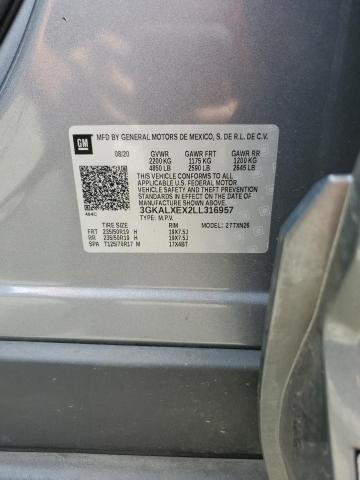 GM
MFD BY GENERAL MOTORS DE MEXICO, S. DE R.L. DE C.V.
08/20 GVWR GAWR FRT GAWR RR
2200 KG 1175 KG 1200 KG
4850 LB 2590 LB 2645 LB
THIS VEHICLE CONFORMS TO ALL
APPLICABLE U.S. FEDERAL MOTOR
VEHICLE SAFETY AND THEFT
PREVENTION STANDARDS IN
EFFECT ON THE DATE OF
MANUFACTURE SHOWN ABOVE.
3GKALXEX2LL316957
TYPE: M.P.V.
TIRE SIZE RIM MODEL: 27TXN26
FRT 235/50R19 H 19X7.5J
RR 235/50R19 H 19X7.5J
SPA T125/70R17 M 17X4BT